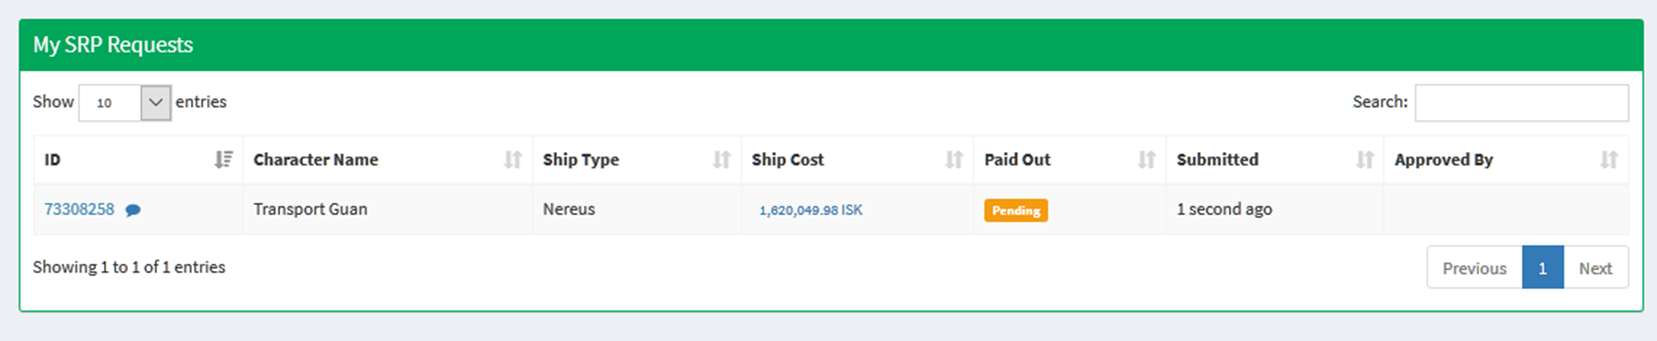 My SRP Requests
Show 10 entries Search:
ID Character Name Ship Type Ship Cost Paid Out Submitted Approved By
73308258 Transport Guan Nereus 1,620,049.98 ISK Pending 1 second ago
Showing 1 to 1 of 1 entries Previous 1 Next